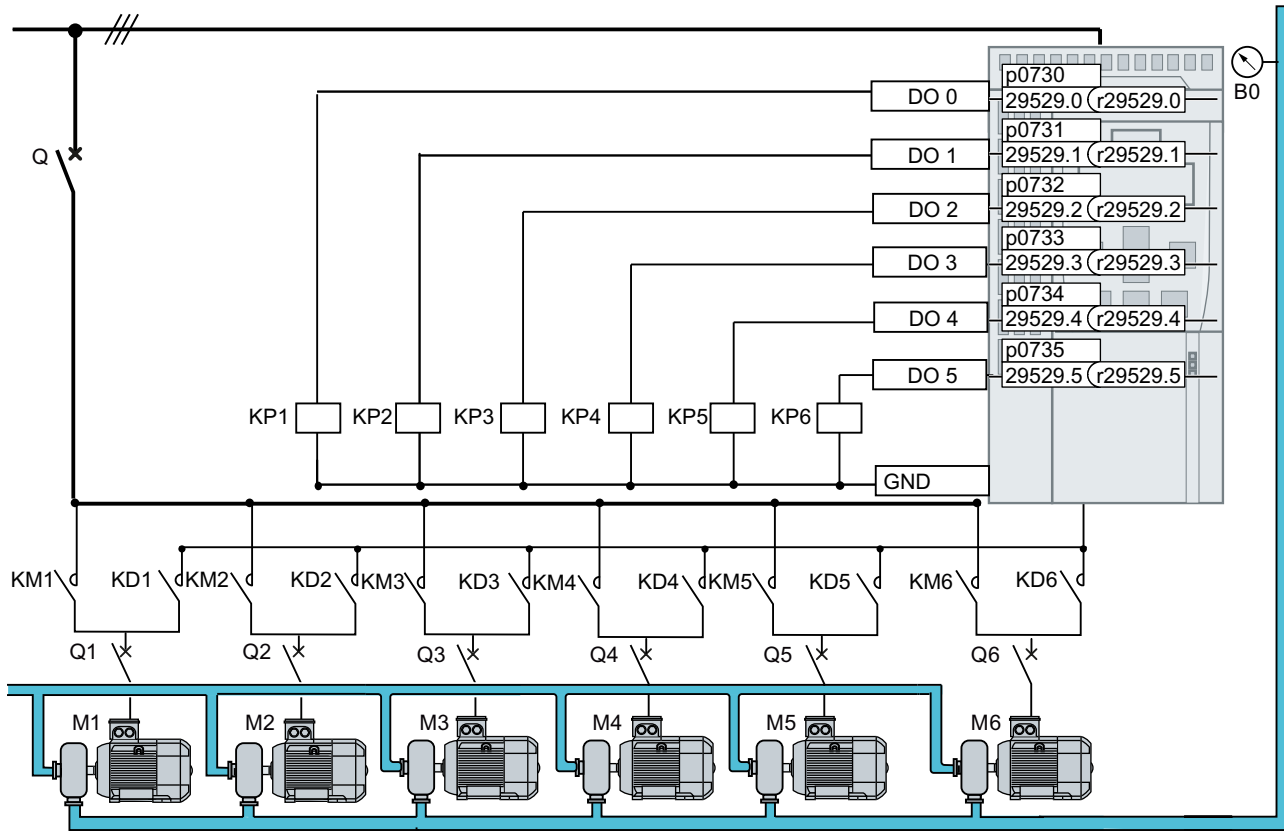 p0730
DO 0 29529.0 r29529.0
B0
p0731
Q DO 1 29529.1 r29529.1
p0732
DO 2 29529.2 r29529.2
p0733
DO 3 29529.3 r29529.3
p0734
DO 4 29529.4 r29529.4
p0735
DO 5 29529.5 r29529.5
KP1 KP2 KP3 KP4 KP5 KP6
GND
KM1 KD1 KM2 KD2 KM3 KD3 KM4 KD4 KM5 KD5 KM6 KD6
Q1 Q2 Q3 Q4 Q5 Q6
M1 M2 M3 M4 M5 M6